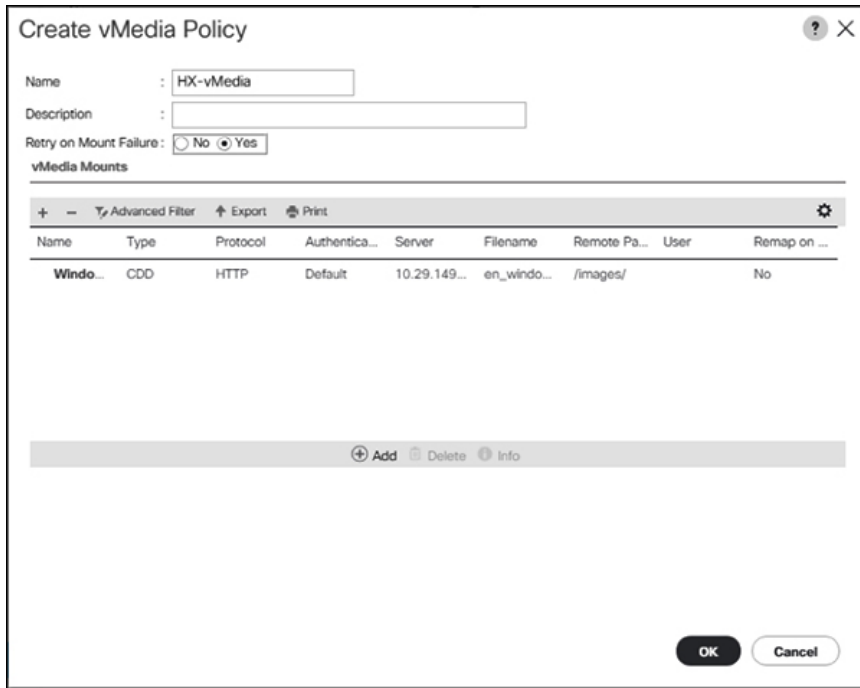 Create vMedia Policy ? ×
Name : HX-vMedia
Description :
Retry on Mount Failure : No Yes
vMedia Mounts
+ − Advanced Filter Export Print
Name Type Protocol Authentica... Server Filename Remote Pa... User Remap on ...
Windo... CDD HTTP Default 10.29.149... en_windo... /images/ No
Add Delete Info
OK Cancel